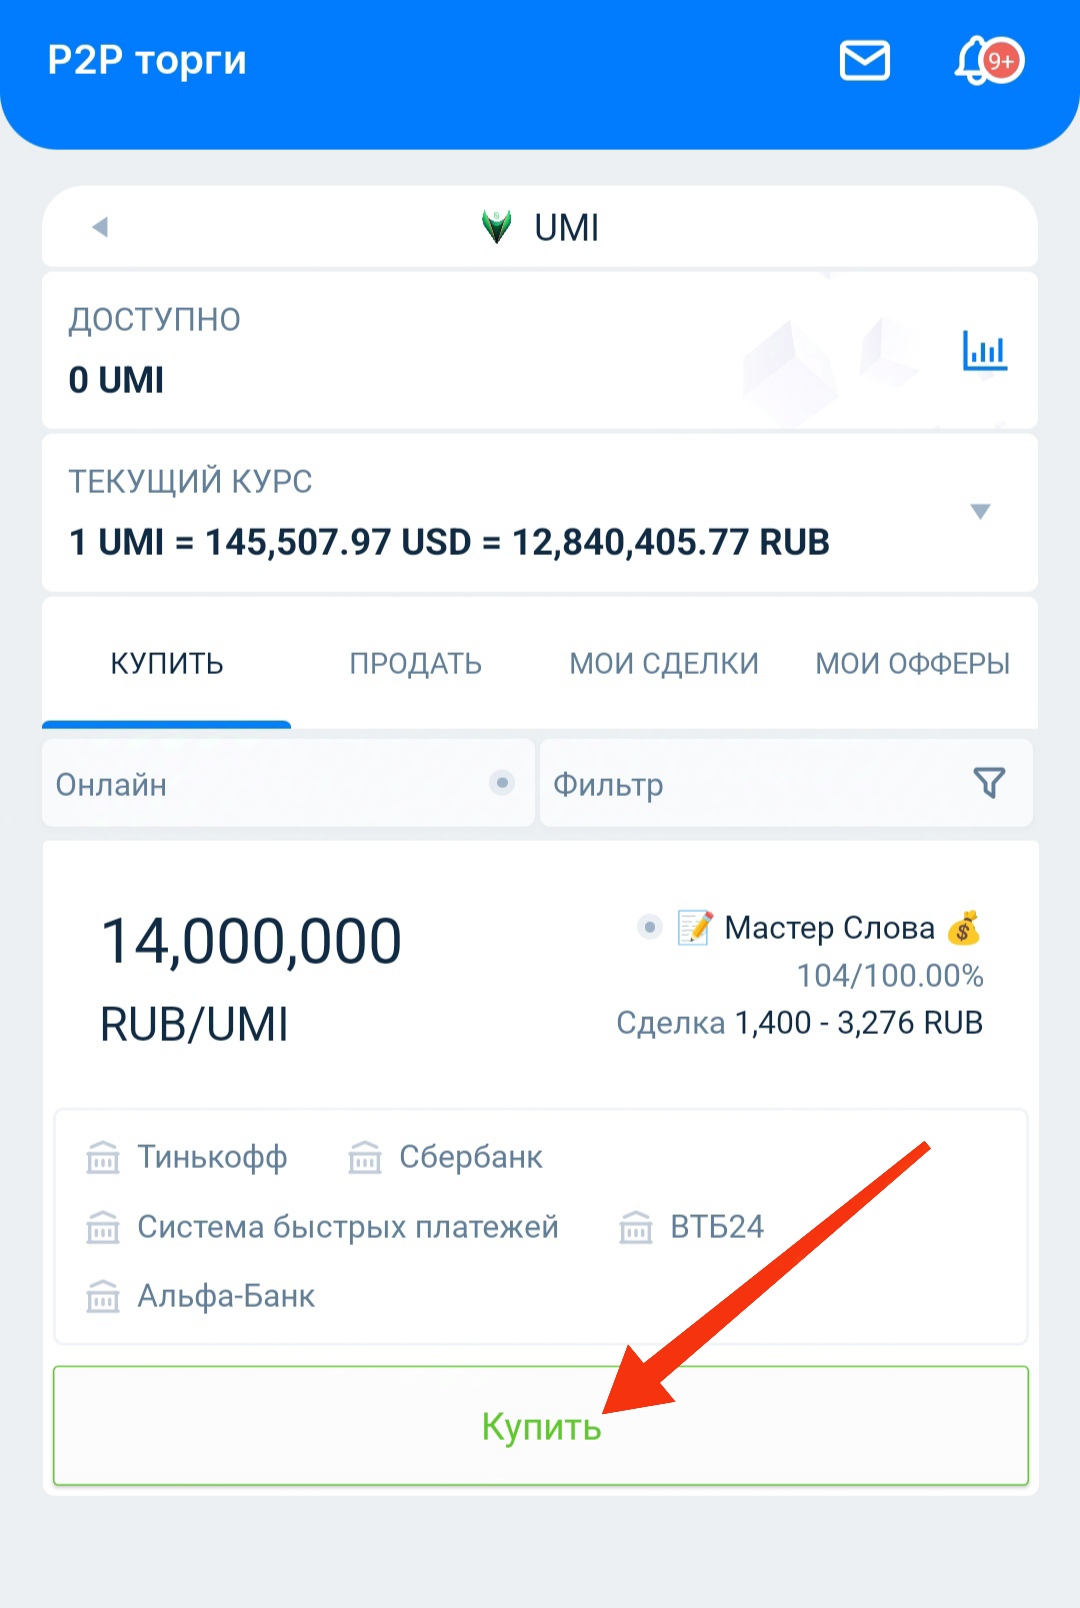 P2P торги
9+
UMI
ДОСТУПНО
0 UMI
ТЕКУЩИЙ КУРС
1 UMI = 145,507.97 USD = 12,840,405.77 RUB
КУПИТЬ ПРОДАТЬ МОИ СДЕЛКИ МОИ ОФФЕРЫ
Онлайн Фильтр
14,000,000
RUB/UMI
📝 Мастер Слова 💰
104/100.00%
Сделка 1,400 - 3,276 RUB
Тинькофф Сбербанк
Система быстрых платежей ВТБ24
Альфа-Банк
Купить